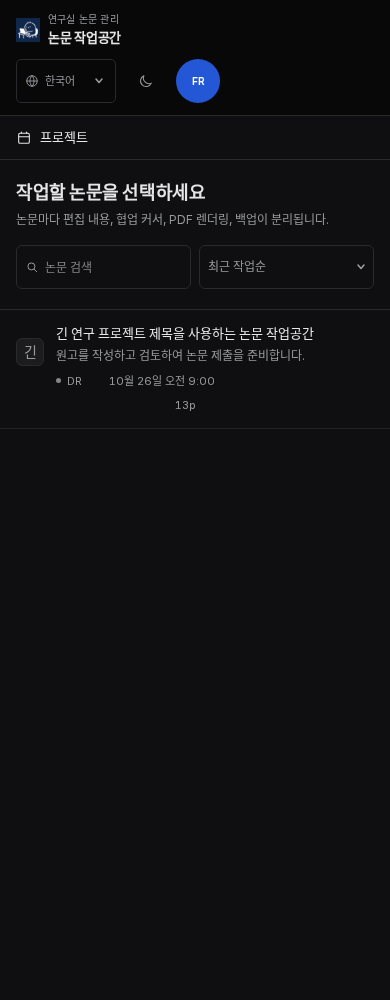 연구실 논문 관리
논문 작업공간
한국어
FR
프로젝트
작업할 논문을 선택하세요
논문마다 편집 내용, 협업 커서, PDF 렌더링, 백업이 분리됩니다.
논문 검색
최근 작업순
긴
긴 연구 프로젝트 제목을 사용하는 논문 작업공간
원고를 작성하고 검토하여 논문 제출을 준비합니다.
DR 10월 26일 오전 9:00
13p